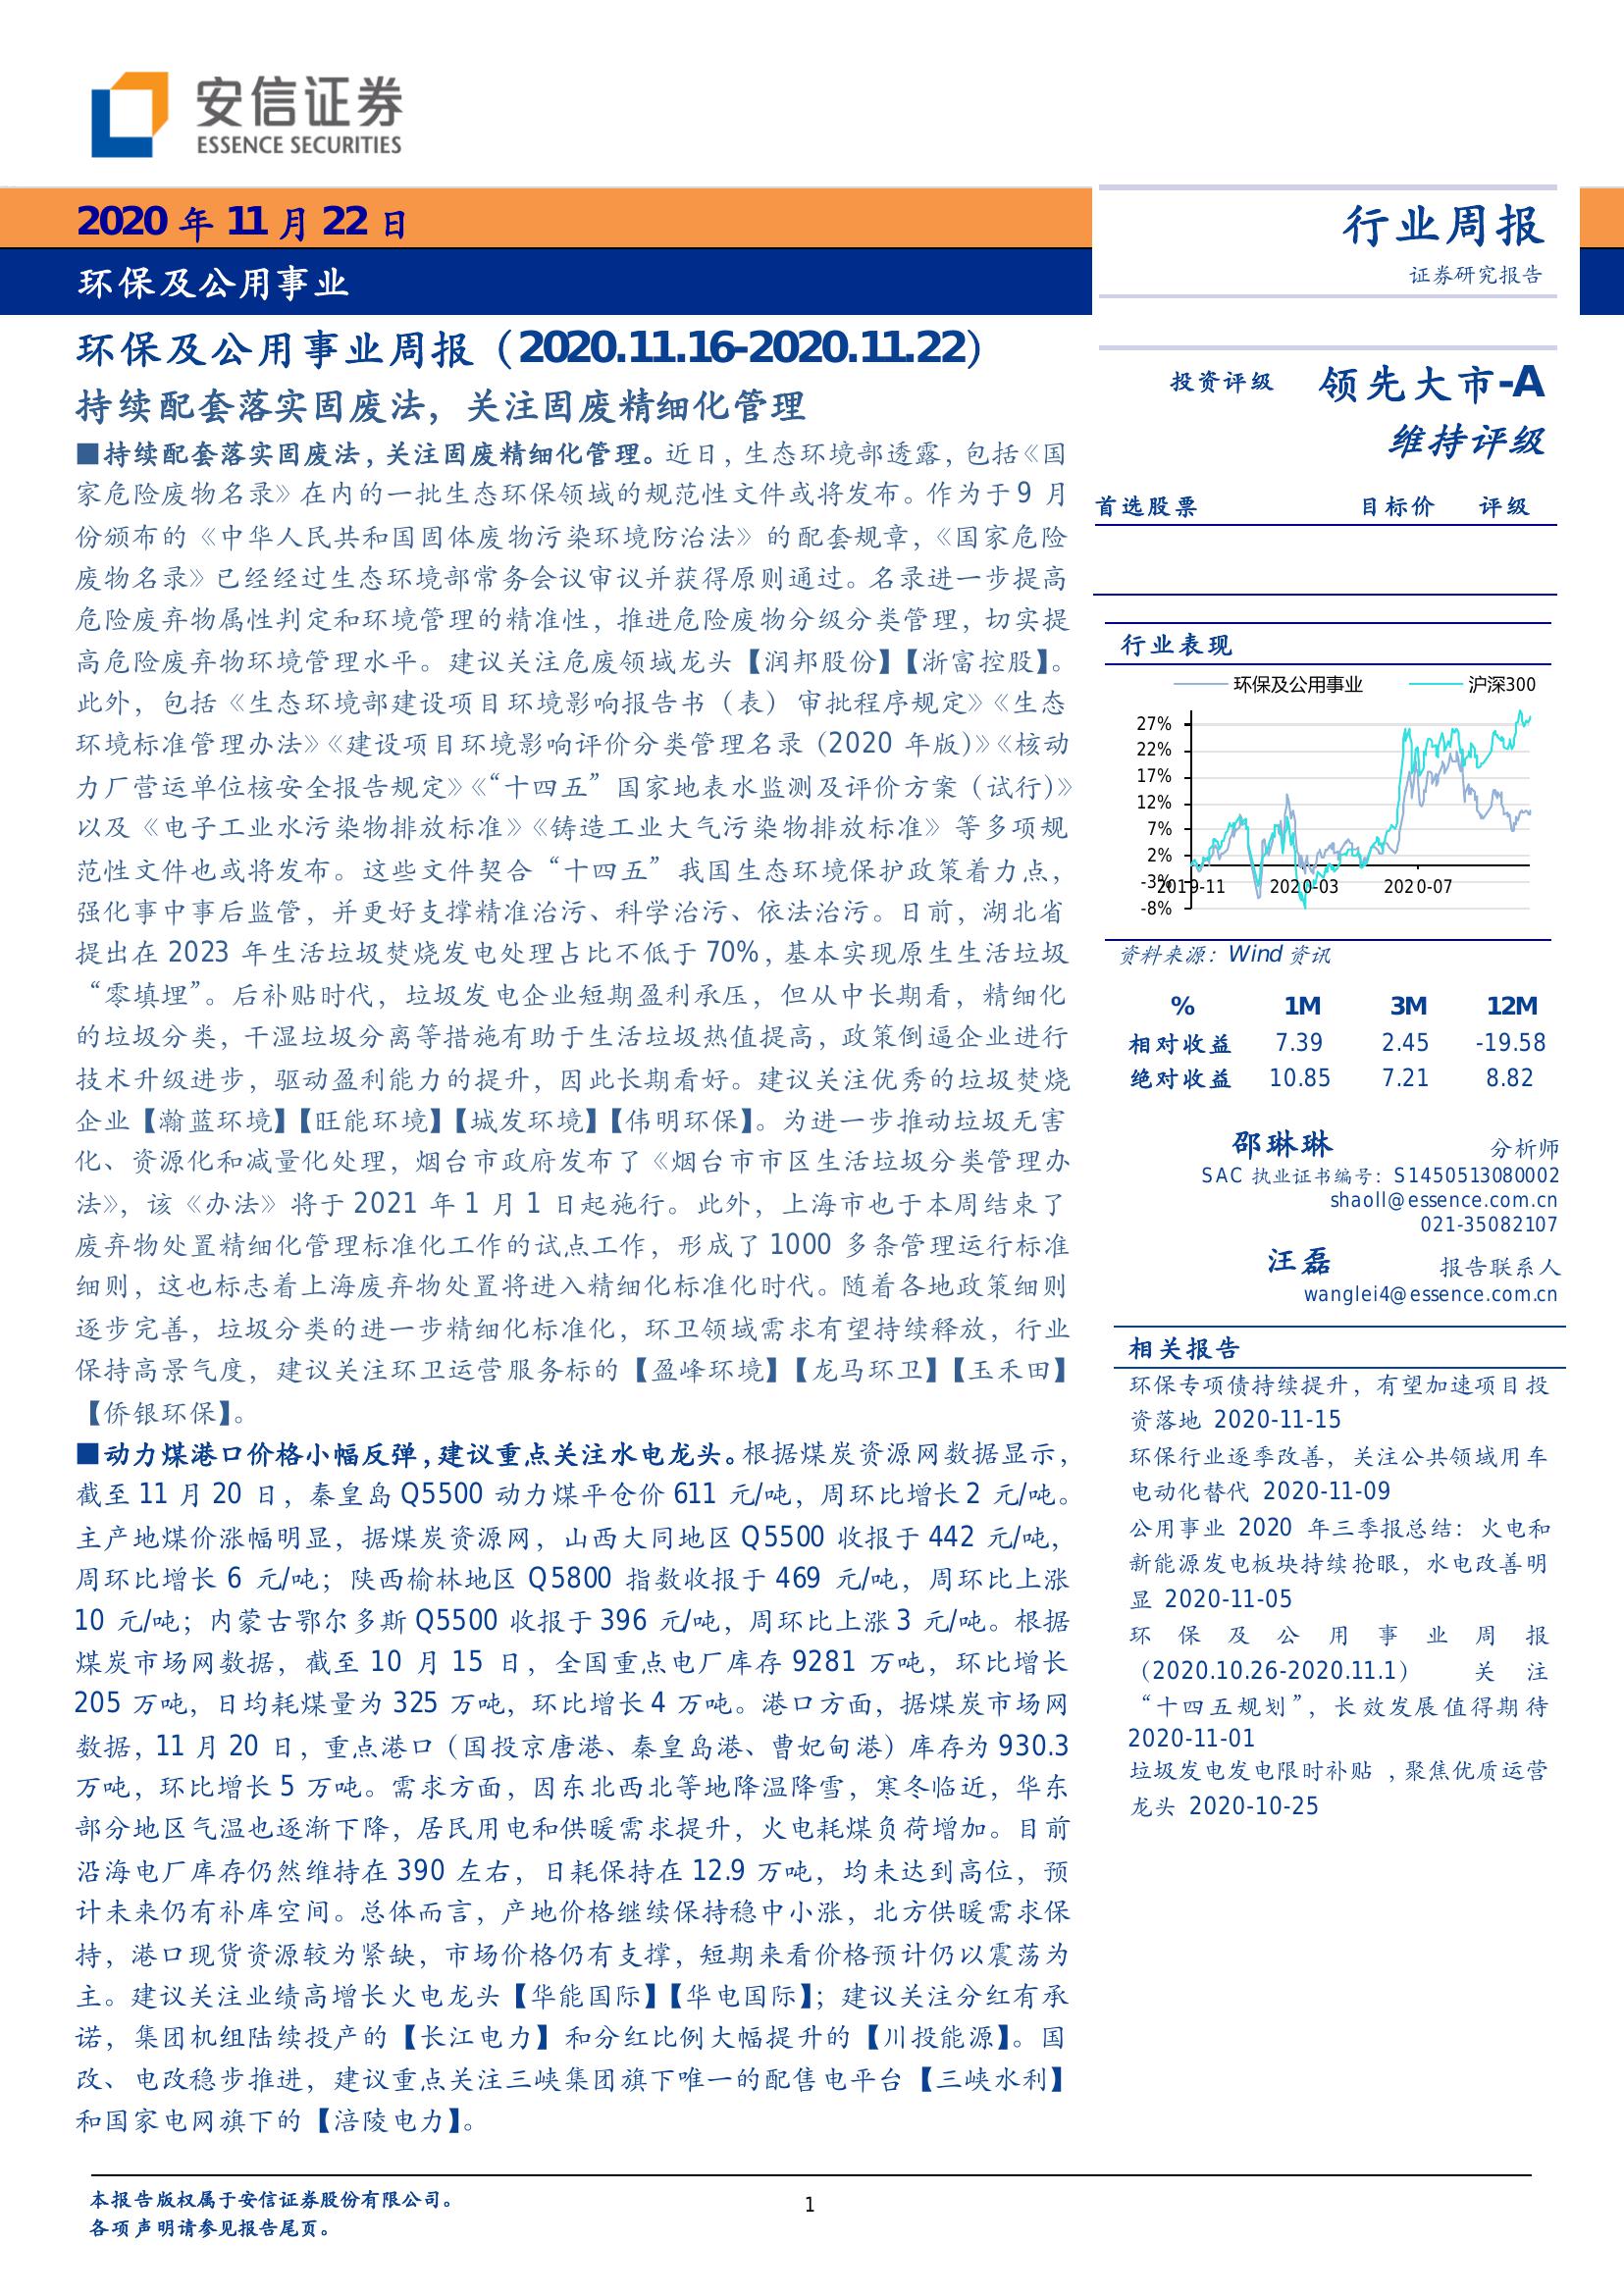 安信证券
ESSENCE SECURITIES
2020 年 11 月 22 日
环保及公用事业
行业周报
证券研究报告
环保及公用事业周报（2020.11.16-2020.11.22）
持续配套落实固废法，关注固废精细化管理
■持续配套落实固废法，关注固废精细化管理。近日，生态环境部透露，包括《国
家危险废物名录》在内的一批生态环保领域的规范性文件或将发布。作为于 9 月
份颁布的《中华人民共和国固体废物污染环境防治法》的配套规章，《国家危险
废物名录》已经经过生态环境部常务会议审议并获得原则通过。名录进一步提高
危险废弃物属性判定和环境管理的精准性，推进危险废物分级分类管理，切实提
高危险废弃物环境管理水平。建议关注危废领域龙头【润邦股份】【浙富控股】。
此外，包括《生态环境部建设项目环境影响报告书（表）审批程序规定》《生态
环境标准管理办法》《建设项目环境影响评价分类管理名录（2020 年版）》《核动
力厂营运单位核安全报告规定》《“十四五”国家地表水监测及评价方案（试行）》
以及《电子工业水污染物排放标准》《铸造工业大气污染物排放标准》等多项规
范性文件也或将发布。这些文件契合“十四五”我国生态环境保护政策着力点，
强化事中事后监管，并更好支撑精准治污、科学治污、依法治污。日前，湖北省
提出在 2023 年生活垃圾焚烧发电处理占比不低于 70%，基本实现原生生活垃圾
“零填埋”。后补贴时代，垃圾发电企业短期盈利承压，但从中长期看，精细化
的垃圾分类，干湿垃圾分离等措施有助于生活垃圾热值提高，政策倒逼企业进行
技术升级进步，驱动盈利能力的提升，因此长期看好。建议关注优秀的垃圾焚烧
企业【瀚蓝环境】【旺能环境】【城发环境】【伟明环保】。为进一步推动垃圾无害
化、资源化和减量化处理，烟台市政府发布了《烟台市市区生活垃圾分类管理办
法》，该《办法》将于 2021 年 1 月 1 日起施行。此外，上海市也于本周结束了
废弃物处置精细化管理标准化工作的试点工作，形成了 1000 多条管理运行标准
细则，这也标志着上海废弃物处置将进入精细化标准化时代。随着各地政策细则
逐步完善，垃圾分类的进一步精细化标准化，环卫领域需求有望持续释放，行业
保持高景气度，建议关注环卫运营服务标的【盈峰环境】【龙马环卫】【玉禾田】
【侨银环保】。
■动力煤港口价格小幅反弹，建议重点关注水电龙头。根据煤炭资源网数据显示，
截至 11 月 20 日，秦皇岛 Q5500 动力煤平仓价 611 元/吨，周环比增长 2 元/吨。
主产地煤价涨幅明显，据煤炭资源网，山西大同地区 Q5500 收报于 442 元/吨，
周环比增长 6 元/吨；陕西榆林地区 Q5800 指数收报于 469 元/吨，周环比上涨
10 元/吨；内蒙古鄂尔多斯 Q5500 收报于 396 元/吨，周环比上涨 3 元/吨。根据
煤炭市场网数据，截至 10 月 15 日，全国重点电厂库存 9281 万吨，环比增长
205 万吨，日均耗煤量为 325 万吨，环比增长 4 万吨。港口方面，据煤炭市场网
数据，11 月 20 日，重点港口（国投京唐港、秦皇岛港、曹妃甸港）库存为 930.3
万吨，环比增长 5 万吨。需求方面，因东北西北等地降温降雪，寒冬临近，华东
部分地区气温也逐渐下降，居民用电和供暖需求提升，火电耗煤负荷增加。目前
沿海电厂库存仍然维持在 390 左右，日耗保持在 12.9 万吨，均未达到高位，预
计未来仍有补库空间。总体而言，产地价格继续保持稳中小涨，北方供暖需求保
持，港口现货资源较为紧缺，市场价格仍有支撑，短期来看价格预计仍以震荡为
主。建议关注业绩高增长火电龙头【华能国际】【华电国际】；建议关注分红有承
诺，集团机组陆续投产的【长江电力】和分红比例大幅提升的【川投能源】。国
改、电改稳步推进，建议重点关注三峡集团旗下唯一的配售电平台【三峡水利】
和国家电网旗下的【涪陵电力】。
投资评级 领先大市-A
维持评级
首选股票 目标价 评级
行业表现
环保及公用事业 沪深300
27%
22%
17%
12%
7%
2%
-3%
-8%
2019-11 2020-03 2020-07
资料来源：Wind 资讯
% 1M 3M 12M
相对收益 7.39 2.45 -19.58
绝对收益 10.85 7.21 8.82
邵琳琳 分析师
SAC 执业证书编号：S1450513080002
shaoll@essence.com.cn
021-35082107
汪磊 报告联系人
wanglei4@essence.com.cn
相关报告
环保专项债持续提升，有望加速项目投
资落地 2020-11-15
环保行业逐季改善，关注公共领域用车
电动化替代 2020-11-09
公用事业 2020 年三季报总结：火电和
新能源发电板块持续抢眼，水电改善明
显 2020-11-05
环保及公用事业周报
（2020.10.26-2020.11.1） 关注
“十四五规划”，长效发展值得期待
2020-11-01
垃圾发电发电限时补贴 ，聚焦优质运营
龙头 2020-10-25
本报告版权属于安信证券股份有限公司。
各项声明请参见报告尾页。
1